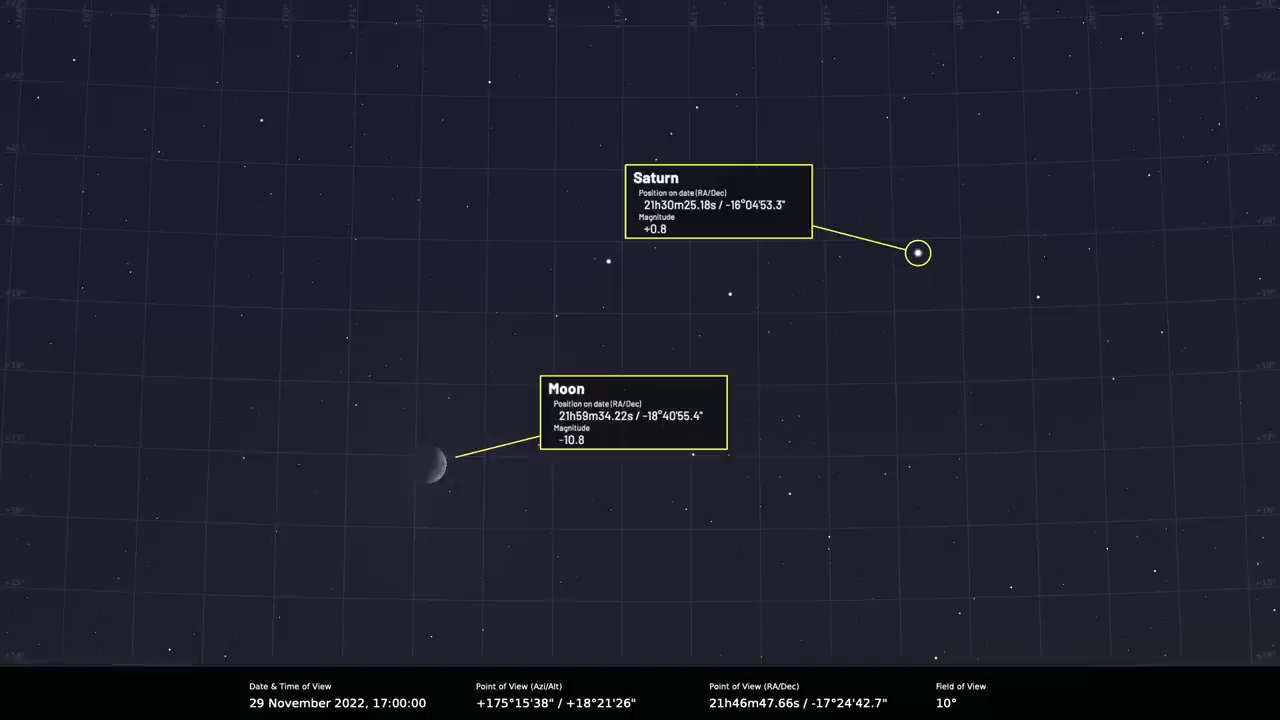 Saturn
Position on date (RA/Dec)
21h30m25.18s / -16°04'53.3"
Magnitude
+0.8
Moon
Position on date (RA/Dec)
21h59m34.22s / -18°40'55.4"
Magnitude
-10.8
Date & Time of View
29 November 2022, 17:00:00
Point of View (Azi/Alt)
+175°15'38" / +18°21'26"
Point of View (RA/Dec)
21h46m47.66s / -17°24'42.7"
Field of View
10°